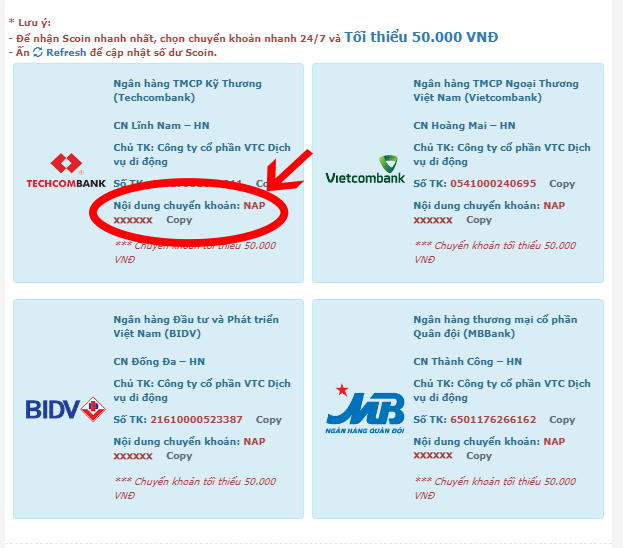 * Lưu ý:
- Để nhận Scoin nhanh nhất, chọn chuyển khoản nhanh 24/7 và Tối thiểu 50.000 VNĐ
- Ấn Refresh để cập nhật số dư Scoin.
TECHCOMBANK
Ngân hàng TMCP Kỹ Thương
(Techcombank)
CN Lĩnh Nam – HN
Chủ TK: Công ty cổ phần VTC Dịch
vụ di động
Số TK:
Nội dung chuyển khoản: NAP
xxxxxx Copy
*** Chuyển khoản tối thiểu 50.000
VNĐ
Vietcombank
Ngân hàng TMCP Ngoại Thương
Việt Nam (Vietcombank)
CN Hoàng Mai – HN
Chủ TK: Công ty cổ phần VTC Dịch
vụ di động
Số TK: 0541000240695 Copy
Nội dung chuyển khoản: NAP
xxxxxx Copy
*** Chuyển khoản tối thiểu 50.000
VNĐ
BIDV
Ngân hàng Đầu tư và Phát triển
Việt Nam (BIDV)
CN Đống Đa – HN
Chủ TK: Công ty cổ phần VTC Dịch
vụ di động
Số TK: 21610000523387 Copy
Nội dung chuyển khoản: NAP
xxxxxx Copy
*** Chuyển khoản tối thiểu 50.000
VNĐ
MB
NGÂN HÀNG QUÂN ĐỘI
Ngân hàng thương mại cổ phần
Quân đội (MBBank)
CN Thành Công – HN
Chủ TK: Công ty cổ phần VTC Dịch
vụ di động
Số TK: 6501176266162 Copy
Nội dung chuyển khoản: NAP
xxxxxx Copy
*** Chuyển khoản tối thiểu 50.000
VNĐ